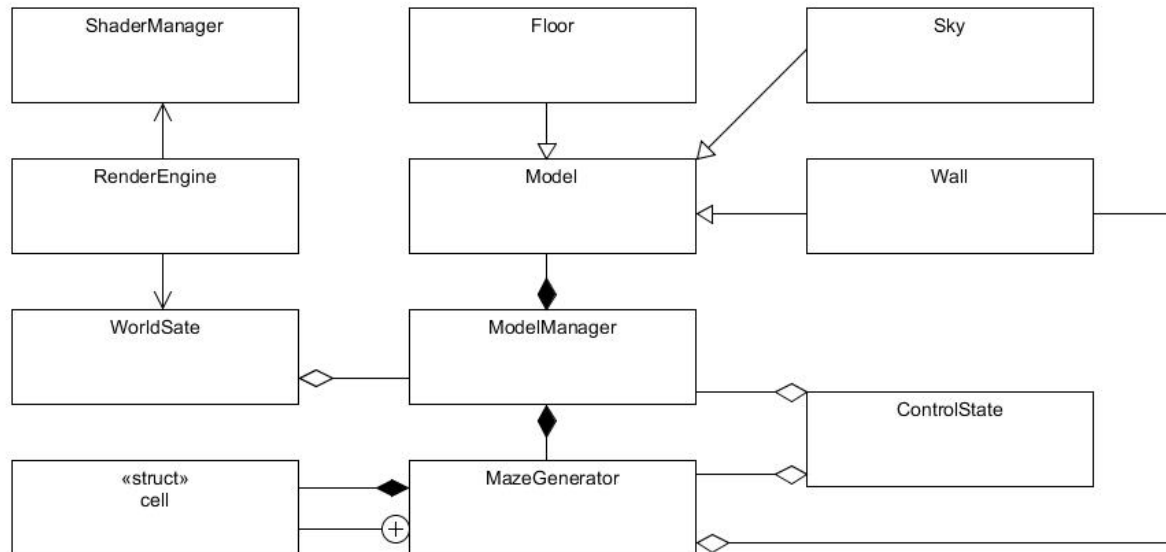 ShaderManager
Floor
Sky
RenderEngine
Model
Wall
WorldSate
ModelManager
ControlState
«struct»
cell
MazeGenerator